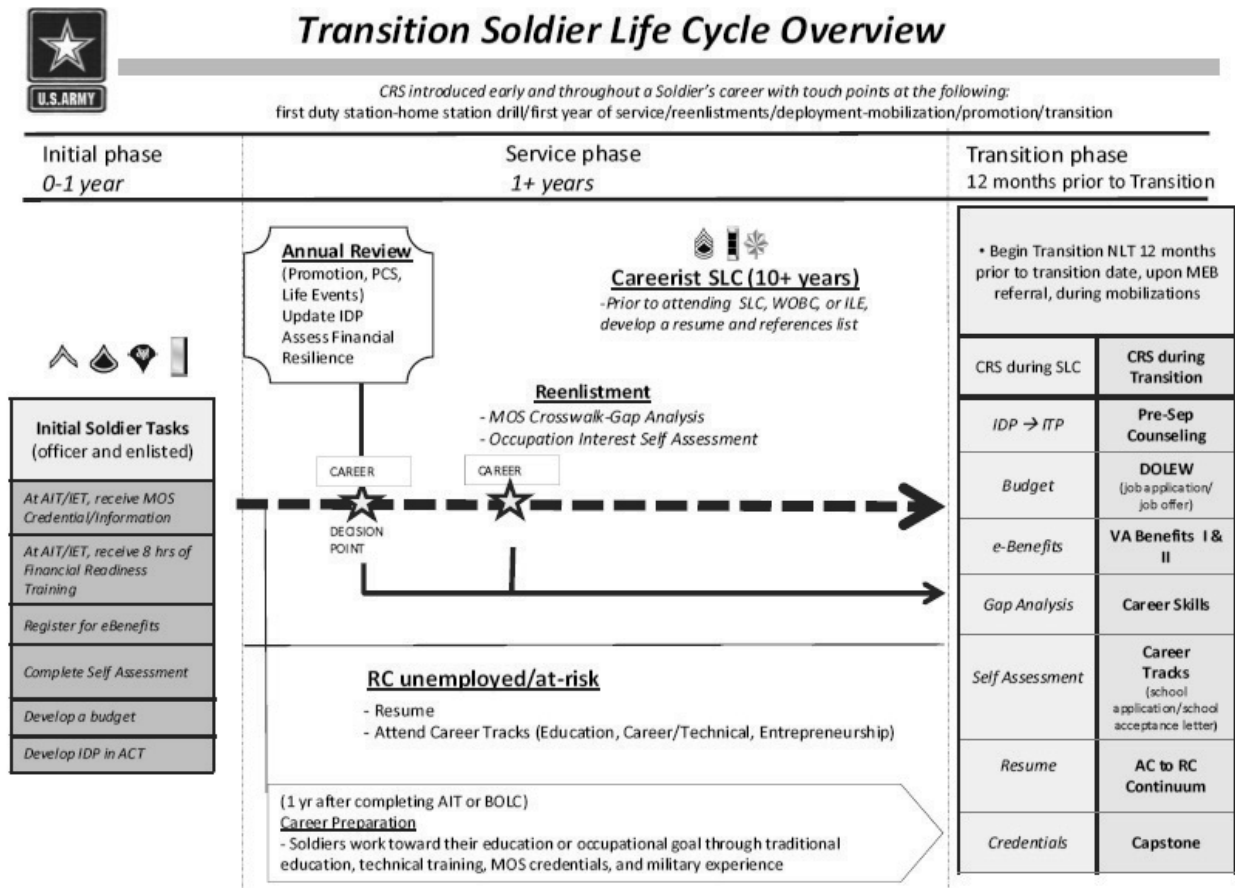 Transition Soldier Life Cycle Overview
U.S.ARMY
CRS introduced early and throughout a Soldier's career with touch points at the following:
first duty station-home station drill/first year of service/reenlistments/deployment-mobilization/promotion/transition
Initial phase
0-1 year
Service phase
1+ years
Transition phase
12 months prior to Transition
Initial Soldier Tasks
(officer and enlisted)
At AIT/IET, receive MOS
Credential/Information
At AIT/IET, receive 8 hrs of
Financial Readiness
Training
Register for eBenefits
Complete Self Assessment
Develop a budget
Develop IDP in ACT
Annual Review
(Promotion, PCS,
Life Events)
Update IDP
Assess Financial
Resilience
Careerist SLC (10+ years)
-Prior to attending SLC, WOBC, or ILE,
develop a resume and references list
Reenlistment
- MOS Crosswalk-Gap Analysis
- Occupation Interest Self Assessment
CAREER
CAREER
DECISION
POINT
RC unemployed/at-risk
- Resume
- Attend Career Tracks (Education, Career/Technical, Entrepreneurship)
(1 yr after completing AIT or BOLC)
Career Preparation
- Soldiers work toward their education or occupational goal through traditional
education, technical training, MOS credentials, and military experience
• Begin Transition NLT 12 months
prior to transition date, upon MEB
referral, during mobilizations
CRS during SLC
CRS during
Transition
IDP → ITP
Pre-Sep
Counseling
Budget
DOLEW
(job application/
job offer)
e-Benefits
VA Benefits I &
II
Gap Analysis
Career Skills
Self Assessment
Career
Tracks
(school
application/school
acceptance letter)
Resume
AC to RC
Continuum
Credentials
Capstone